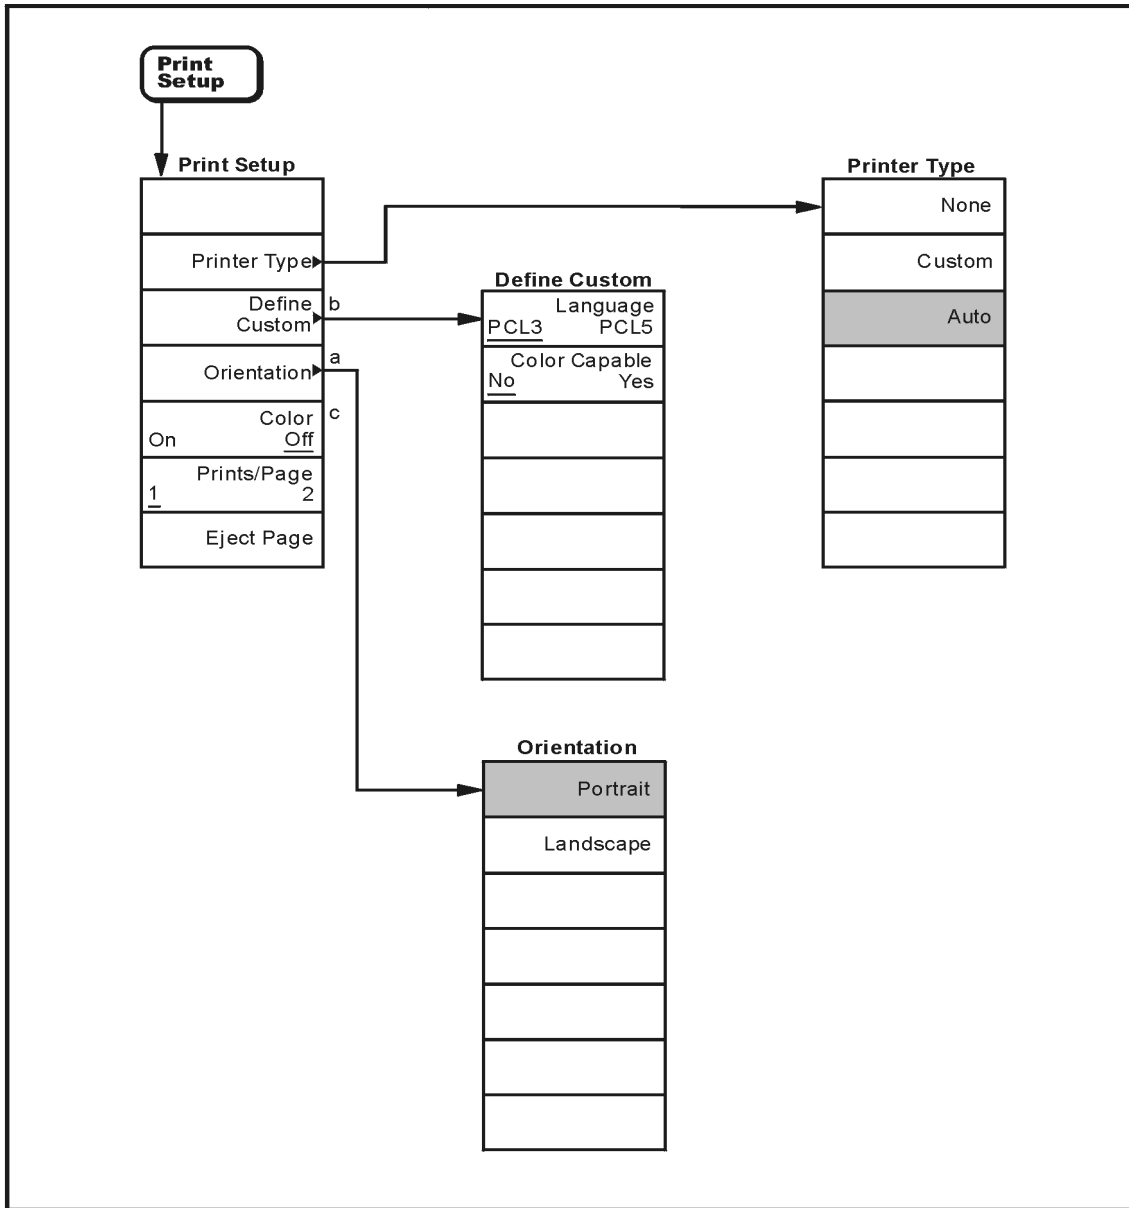 Print
Setup
Print Setup
Printer Type
Define b
Custom
a
Orientation
Color c
On Off
Prints/Page
1 2
Eject Page
Define Custom
Language
PCL3 PCL5
Color Capable
No Yes
Orientation
Portrait
Landscape
Printer Type
None
Custom
Auto